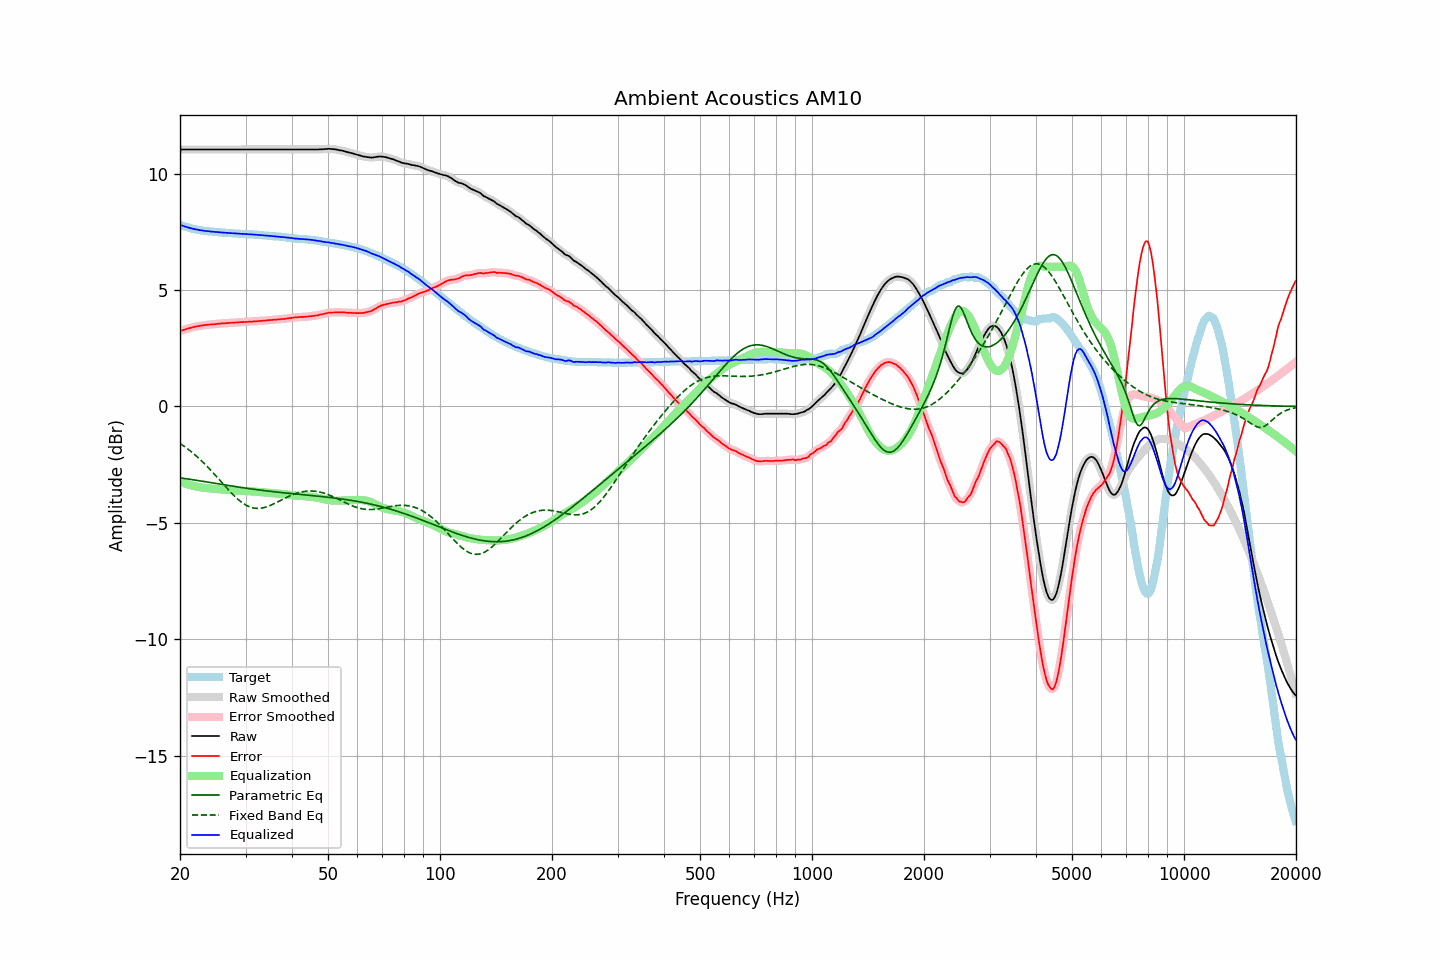 Ambient Acoustics AM10
Amplitude (dBr)
10
5
0
−5
−10
−15
Target
Raw Smoothed
Error Smoothed
Raw
Error
Equalization
Parametric Eq
Fixed Band Eq
Equalized
20 50 100 200 500 1000 2000 5000 10000 20000
Frequency (Hz)